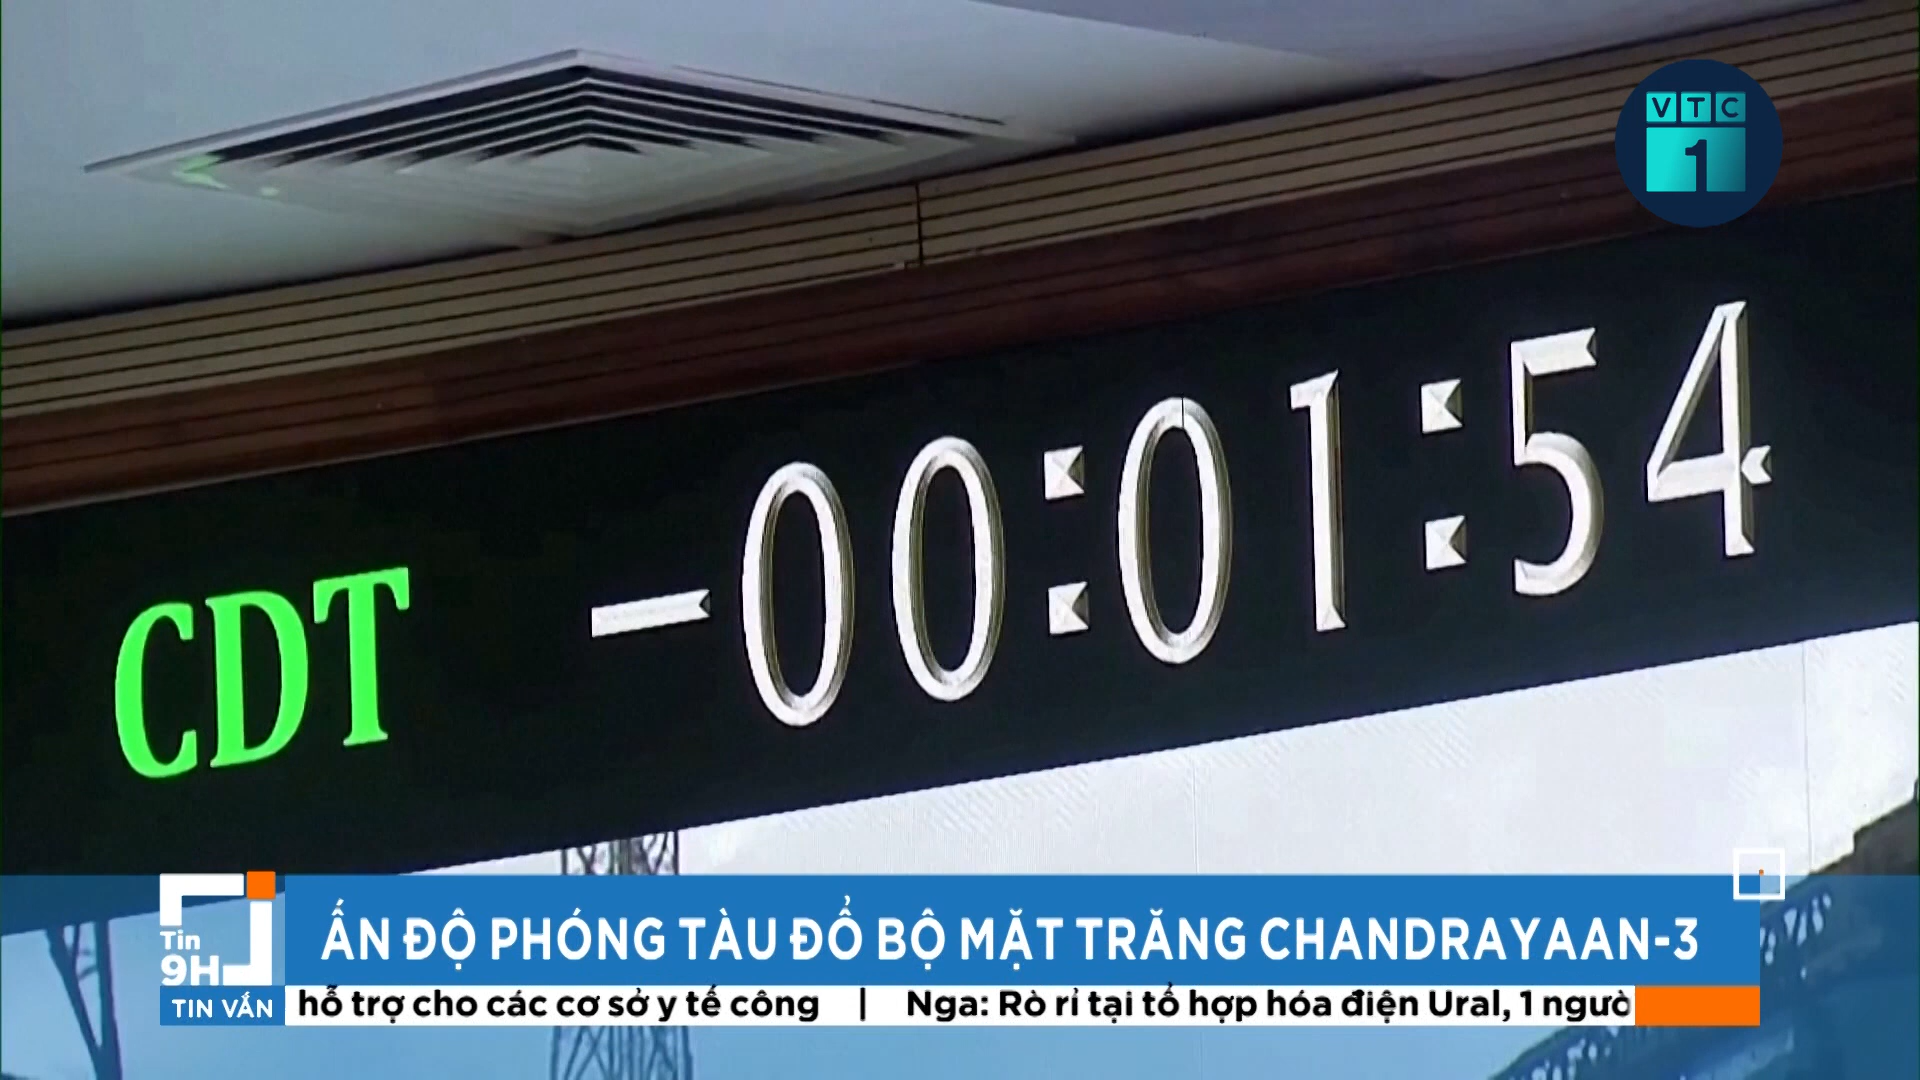 VTC
1
CDT -00:01:54
Tin
9H
ẤN ĐỘ PHÓNG TÀU ĐỔ BỘ MẶT TRĂNG CHANDRAYAAN-3
TIN VẮN
hỗ trợ cho các cơ sở y tế công | Nga: Rò rỉ tại tổ hợp hóa điện Ural, 1 ngườ